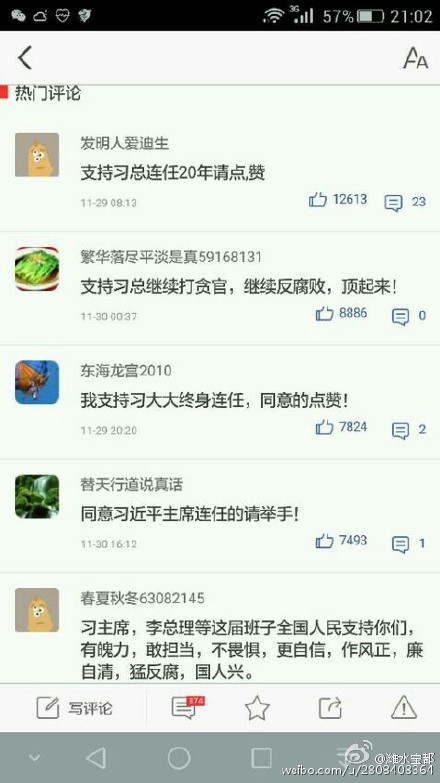 3G 57% 21:02
AA
热门评论
发明人爱迪生
支持习总连任20年请点,赞
11-29 08:13 12613 23
繁华落尽平淡是真59168131
支持习总继续打贪官，继续反腐败，顶起来！
11-30 00:37 8886 0
东海龙宫2010
我支持习大大终身连任，同意的点赞！
11-29 20:20 7824 2
替天行道说真话
同意习近平主席连任的请举手！
11-30 16:12 7493 1
春夏秋冬63082145
习主席，李总理等这届班子全国人民支持你们，
有魄力，敢担当，不畏惧，更自信，作风正，廉
自清，猛反腐，国人兴。
写评论 874
@潍水宝邦
weibo.com/u/2803403361